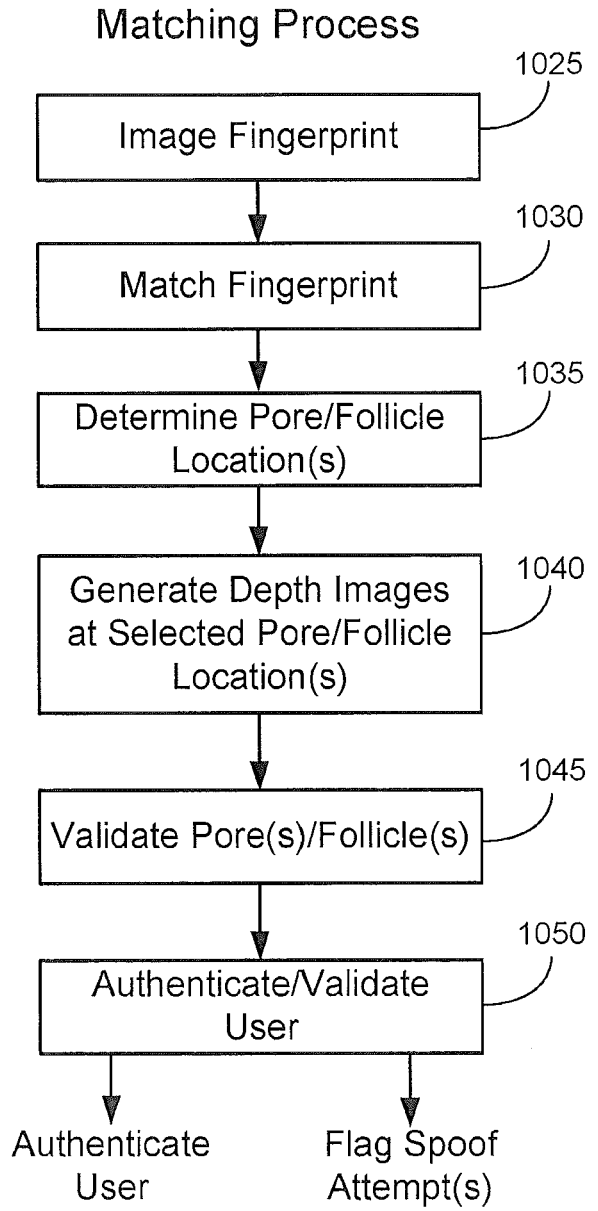 Matching Process
1025
Image Fingerprint
1030
Match Fingerprint
1035
Determine Pore/Follicle
Location(s)
1040
Generate Depth Images
at Selected Pore/Follicle
Location(s)
1045
Validate Pore(s)/Follicle(s)
1050
Authenticate/Validate
User
Authenticate
User
Flag Spoof
Attempt(s)